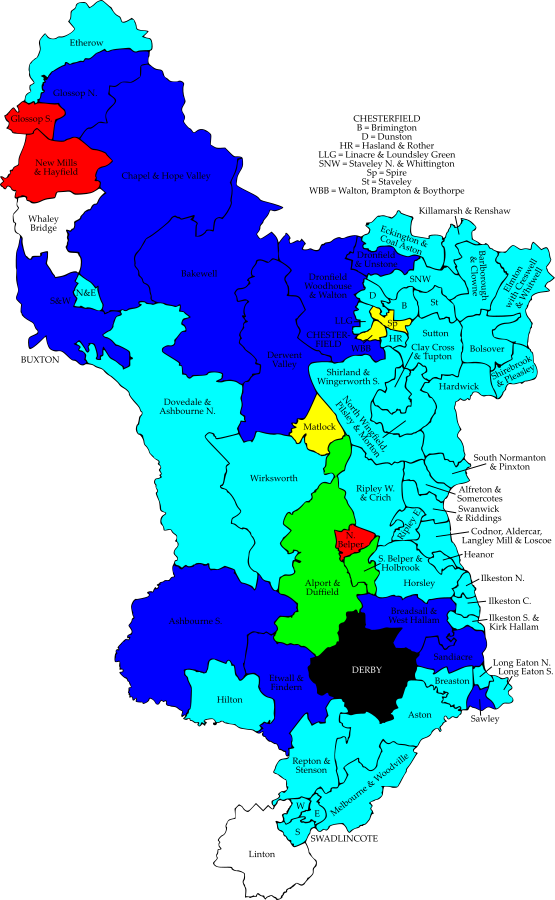 Etherow
Glossop N.
Glossop S.
New Mills
& Hayfield
Chapel & Hope Valley
Whaley
Bridge
CHESTERFIELD
B = Brimington
D = Dunston
HR = Hasland & Rother
LLG = Linacre & Loundsley Green
SNW = Staveley N. & Whittington
Sp = Spire
St = Staveley
WBB = Walton, Brampton & Boythorpe
Killamarsh & Renshaw
Eckington &
Coal Aston
Barlborough
& Clowne
Elmton
with Creswell
& Whitwell
Bakewell
Dronfield
Woodhouse
& Walton
SNW
N&E
S&W
D
B
St
Sp
HR
CHESTER
FIELD
Sutton
Clay Cross
& Tupton
Bolsover
Shirebrook
& Pleasley
BUXTON
Derwent
Valley
Shirland &
Wingerworth S.
Hardwick
Dovedale &
Ashbourne N.
North Wingfield,
Pilsley & Morton
Matlock
South Normanton
& Pinxton
Wirksworth
Ripley W.
& Crich
Alfreton &
Somercotes
Swanwick
& Riddings
Ripley E.
Codnor, Aldercar,
Langley Mill & Loscoe
N.
Belper
Heanor
S. Belper &
Holbrook
Alport &
Duffield
Horsley
Ilkeston N.
Ilkeston C.
Ilkeston S. &
Kirk Hallam
Ashbourne S.
Breadsall &
West Hallam
Sandiacre
DERBY
Long Eaton N.
Long Eaton S.
Breaston
Etwall &
Findern
Hilton
Aston
Sawley
Repton &
Stenson
Melbourne & Woodville
W
E
S
SWADLINCOTE
Linton